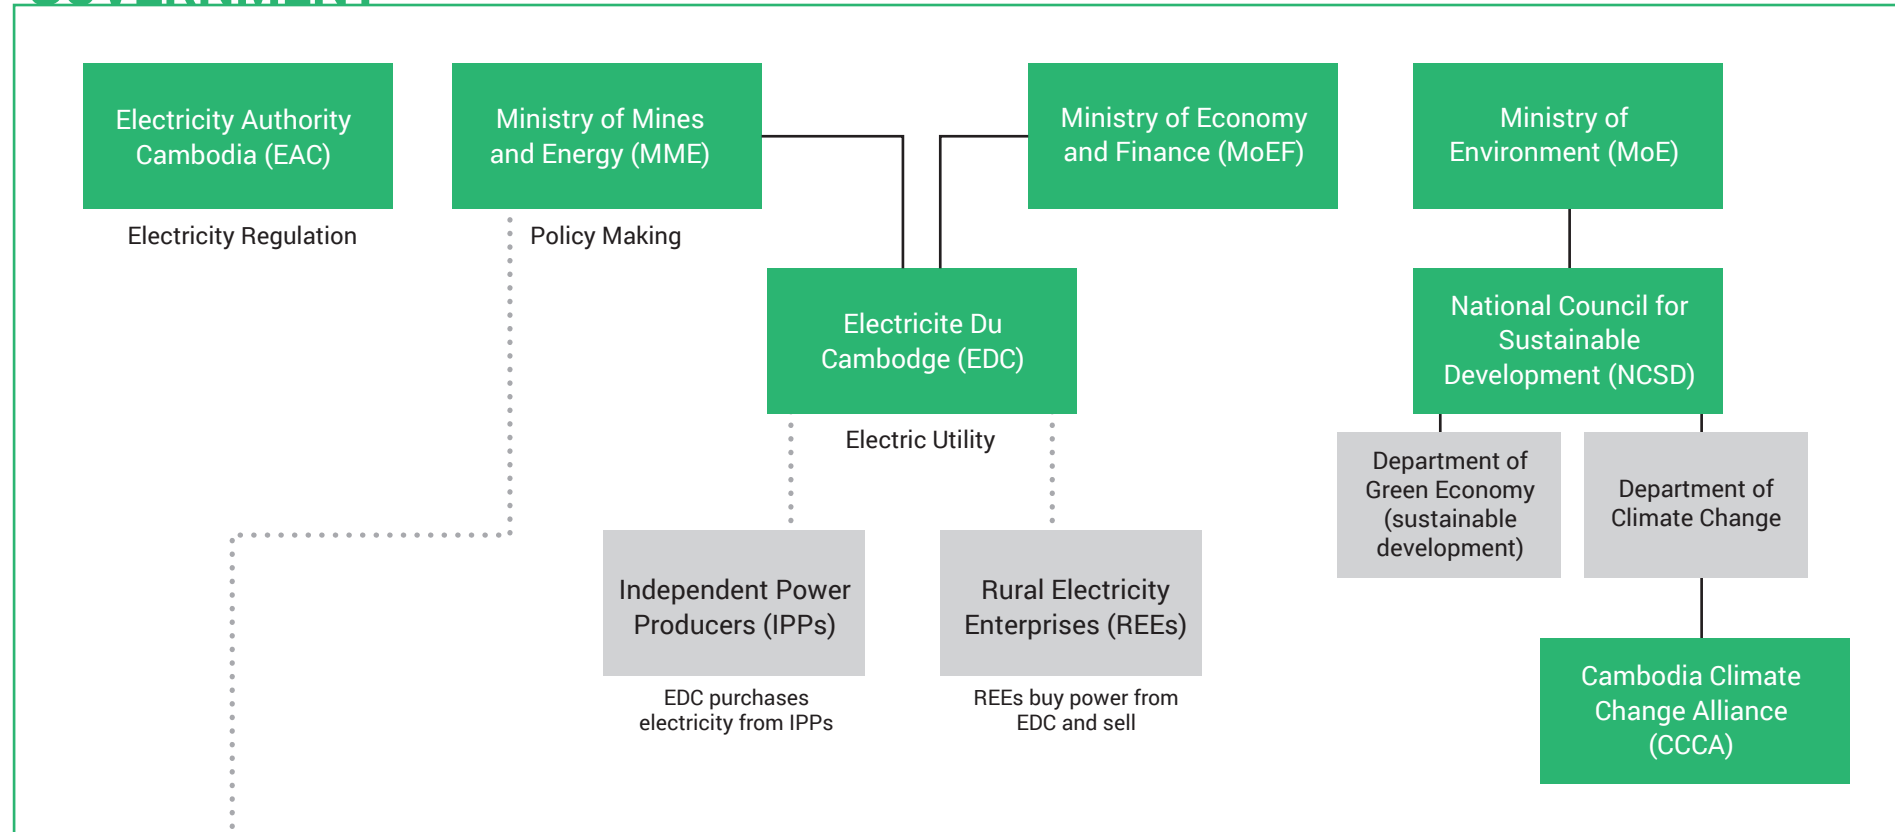 GOVERNMENT
Electricity Authority
Cambodia (EAC)
Electricity Regulation
Ministry of Mines
and Energy (MME)
Policy Making
Ministry of Economy
and Finance (MoEF)
Ministry of
Environment (MoE)
Electricite Du
Cambodge (EDC)
Electric Utility
National Council for
Sustainable
Development (NCSD)
Department of
Green Economy
(sustainable
development)
Department of
Climate Change
Independent Power
Producers (IPPs)
EDC purchases
electricity from IPPs
Rural Electricity
Enterprises (REEs)
REEs buy power from
EDC and sell
Cambodia Climate
Change Alliance
(CCCA)